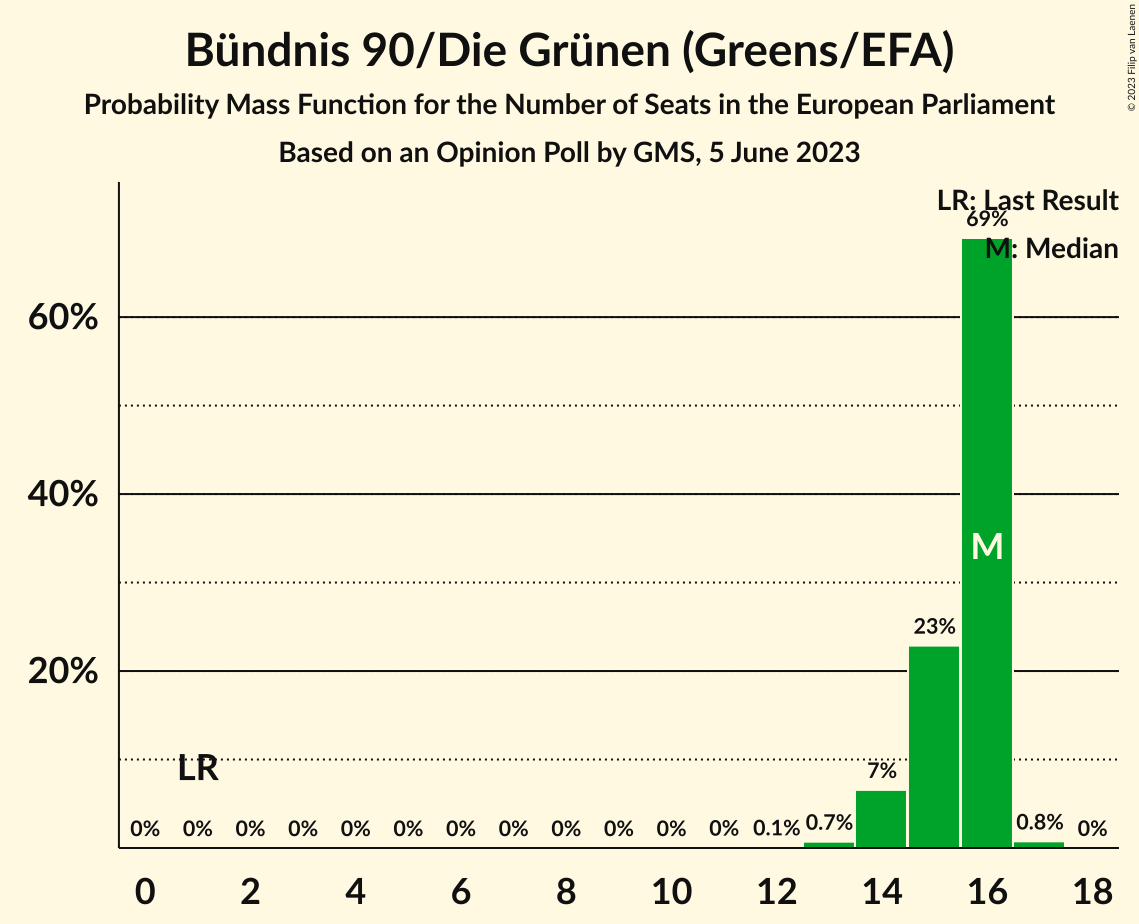 Bündnis 90/Die Grünen (Greens/EFA)
Probability Mass Function for the Number of Seats in the European Parliament
Based on an Opinion Poll by GMS, 5 June 2023
© 2023 Filip van Laenen
LR: Last Result
69%
M: Median
60%
40%
M
23%
20%
LR
7%
0% 0% 0% 0% 0% 0% 0% 0% 0% 0% 0% 0% 0.1% 0.7% 0.8% 0%
0 2 4 6 8 10 12 14 16 18